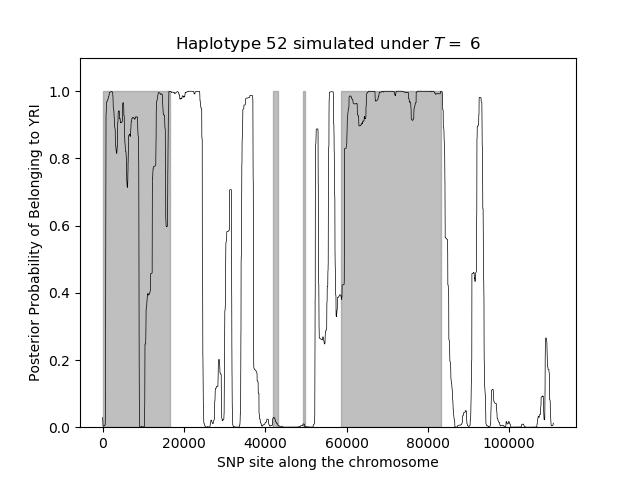 Haplotype 52 simulated under T = 6
Posterior Probability of Belonging to YRI
1.0
0.8
0.6
0.4
0.2
0.0
0 20000 40000 60000 80000 100000
SNP site along the chromosome